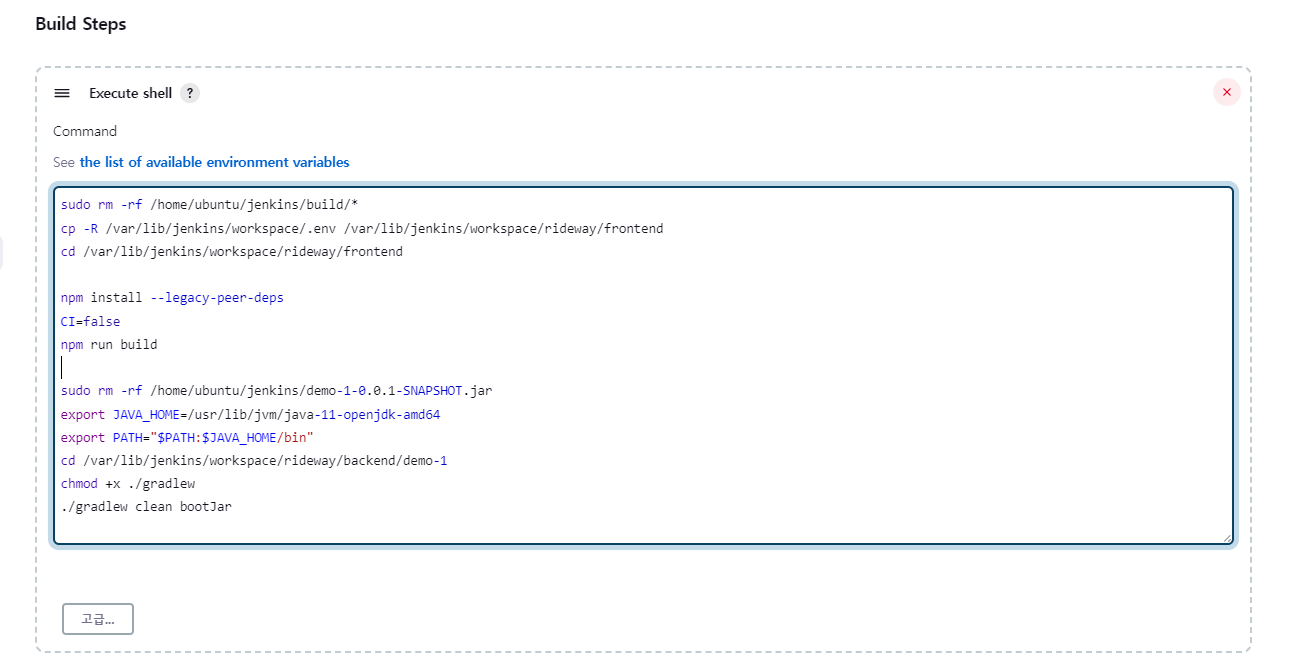 Build Steps
Execute shell ?
Command
See the list of available environment variables
sudo rm -rf /home/ubuntu/jenkins/build/*
cp -R /var/lib/jenkins/workspace/.env /var/lib/jenkins/workspace/rideway/frontend
cd /var/lib/jenkins/workspace/rideway/frontend
npm install --legacy-peer-deps
CI=false
npm run build
sudo rm -rf /home/ubuntu/jenkins/demo-1-0.0.1-SNAPSHOT.jar
export JAVA_HOME=/usr/lib/jvm/java-11-openjdk-amd64
export PATH="$PATH:$JAVA_HOME/bin"
cd /var/lib/jenkins/workspace/rideway/backend/demo-1
chmod +x ./gradlew
./gradlew clean bootJar
고급...